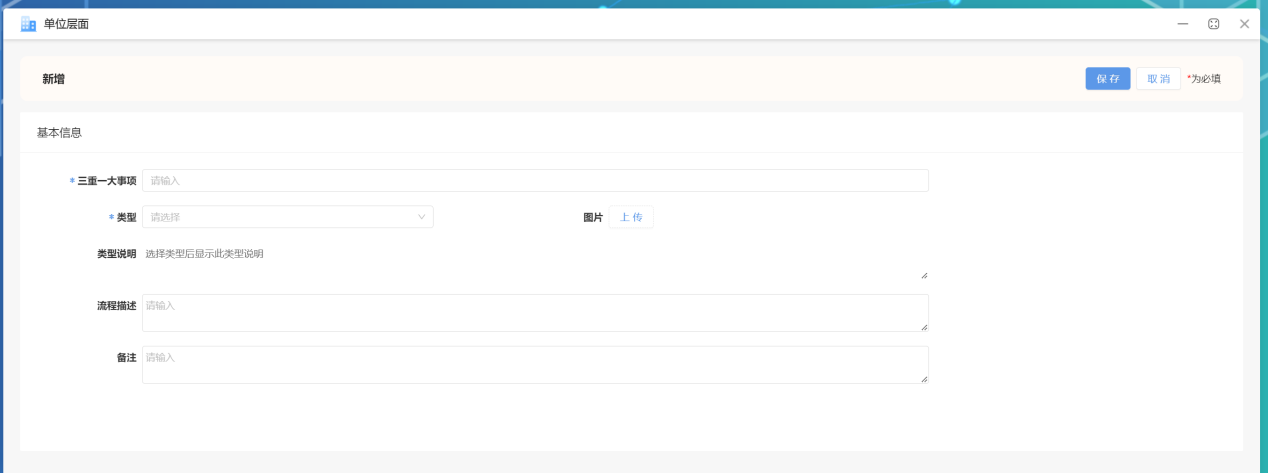 单位层面
新增
保存 取消 *为必填
基本信息
* 三重一大事项 请输入
* 类型 请选择 图片 上传
类型说明 选择类型后显示此类型说明
流程描述 请输入
备注 请输入